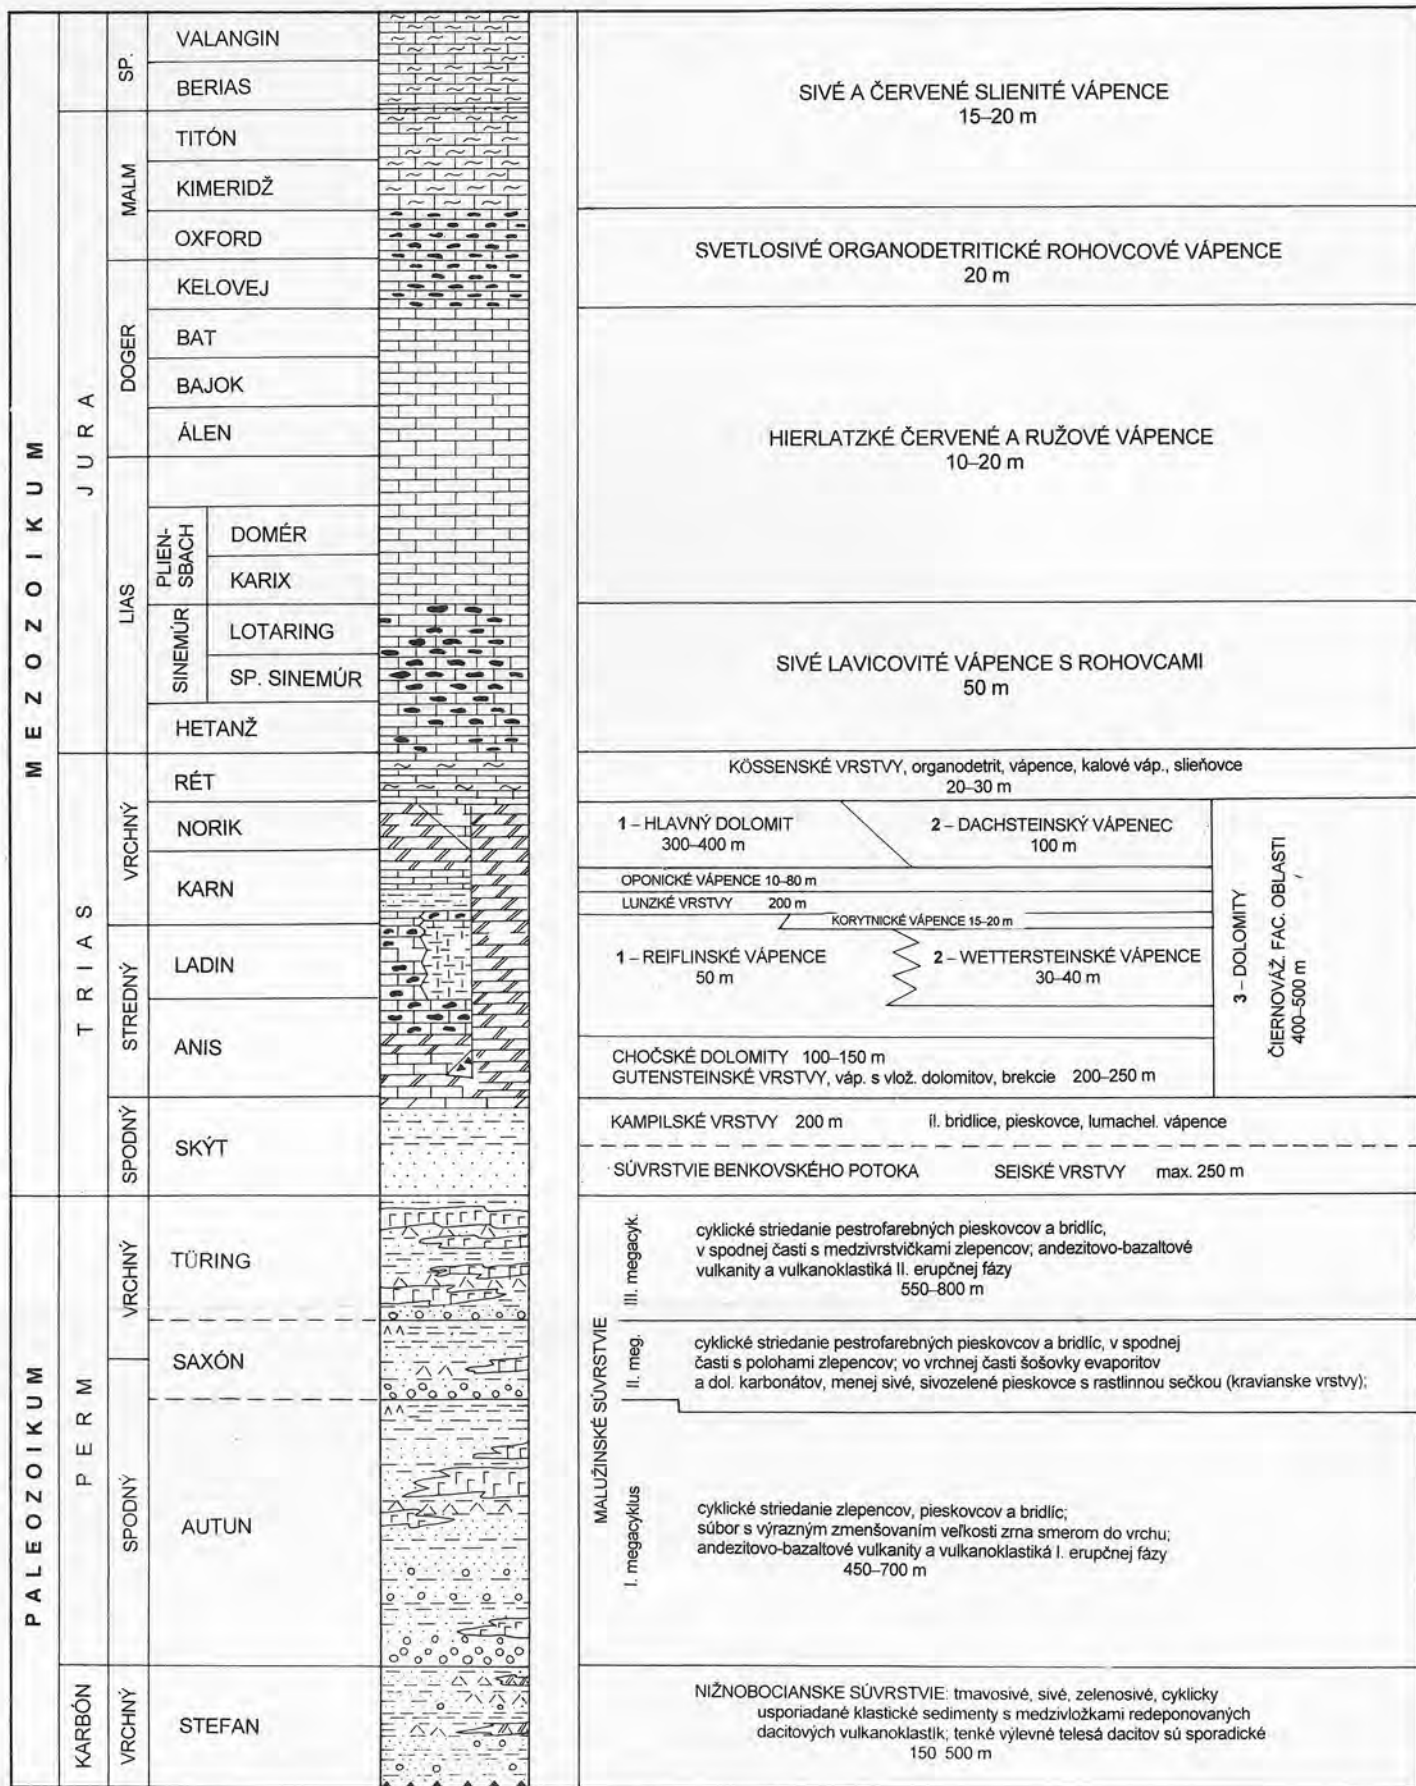 MEZOZOIKUM
PALEOZOIKUM
JURA
TRIAS
PERM
KARBÓN
SP.
MALM
DOGER
LIAS
VRCHNÝ
STREDNÝ
SPODNÝ
VRCHNÝ
SPODNÝ
VRCHNÝ
VALANGIN
BERIAS
TITÓN
KIMERIDŽ
OXFORD
KELOVEJ
BAT
BAJOK
ÁLEN
PLIEN-
SBACH
DOMÉR
KARIX
SINEMÚR
LOTARING
SP. SINEMÚR
HETANŽ
RÉT
NORIK
KARN
LADIN
ANIS
SKÝT
TÜRING
SAXÓN
AUTUN
STEFAN
SIVÉ A ČERVENÉ SLIENITÉ VÁPENCE
15–20 m
SVETLOSIVÉ ORGANODETRITICKÉ ROHOVCOVÉ VÁPENCE
20 m
HIERLATZKÉ ČERVENÉ A RUŽOVÉ VÁPENCE
10–20 m
SIVÉ LAVICOVITÉ VÁPENCE S ROHOVCAMI
50 m
KÖSSENSKÉ VRSTVY, organodetrit, vápence, kalové váp., slieňovce
20–30 m
1 – HLAVNÝ DOLOMIT
300–400 m
2 – DACHSTEINSKÝ VÁPENEC
100 m
OPONICKÉ VÁPENCE 10–80 m
LUNZKÉ VRSTVY 200 m
KORYTNICKÉ VÁPENCE 15–20 m
1 – REIFLINSKÉ VÁPENCE
50 m
2 – WETTERSTEINSKÉ VÁPENCE
30–40 m
3 – DOLOMITY
ČIERNOVÁŽ. FAC. OBLASTI
400–500 m
CHOČSKÉ DOLOMITY 100–150 m
GUTENSTEINSKÉ VRSTVY, váp. s vlož. dolomitov, brekcie 200–250 m
KAMPILSKÉ VRSTVY 200 m íl. bridlice, pieskovce, lumachel. vápence
SÚVRSTVIE BENKOVSKÉHO POTOKA SEISKÉ VRSTVY max. 250 m
MALUŽINSKÉ SÚVRSTVIE
III. megacyk.
cyklické striedanie pestrofarebných pieskovcov a bridlíc,
v spodnej časti s medzivrstvičkami zlepencov; andezitovo-bazaltové
vulkanity a vulkanoklastiká II. erupčnej fázy
550–800 m
II. meg.
cyklické striedanie pestrofarebných pieskovcov a bridlíc, v spodnej
časti s polohami zlepencov; vo vrchnej časti šošovky evaporitov
a dol. karbonátov, menej sivé, sivozelené pieskovce s rastlinnou sečkou (kravianske vrstvy);
I. megacyklus
cyklické striedanie zlepencov, pieskovcov a bridlíc;
súbor s výrazným zmenšovaním veľkosti zrna smerom do vrchu;
andezitovo-bazaltové vulkanity a vulkanoklastiká I. erupčnej fázy
450–700 m
NIŽNOBOCIANSKE SÚVRSTVIE: tmavosivé, sivé, zelenosivé, cyklicky
usporiadané klastické sedimenty s medzivložkami redeponovaných
dacitových vulkanoklastík; tenké výlevné telesá dacitov sú sporadické
150 500 m